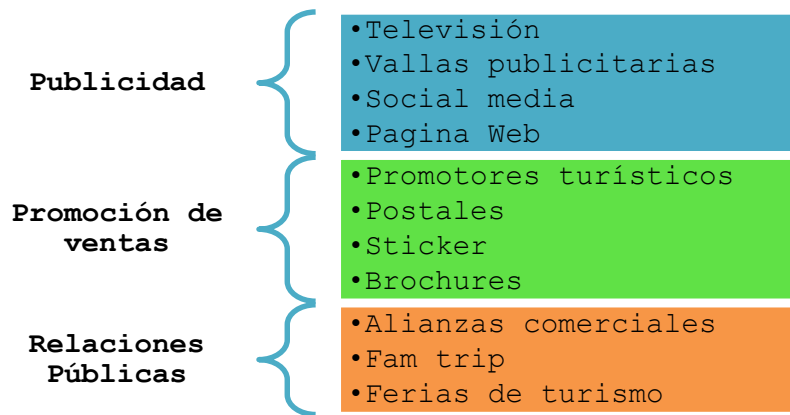 Publicidad
•Televisión
•Vallas publicitarias
•Social media
•Pagina Web
Promoción de
ventas
•Promotores turísticos
•Postales
•Sticker
•Brochures
Relaciones
Públicas
•Alianzas comerciales
•Fam trip
•Ferias de turismo